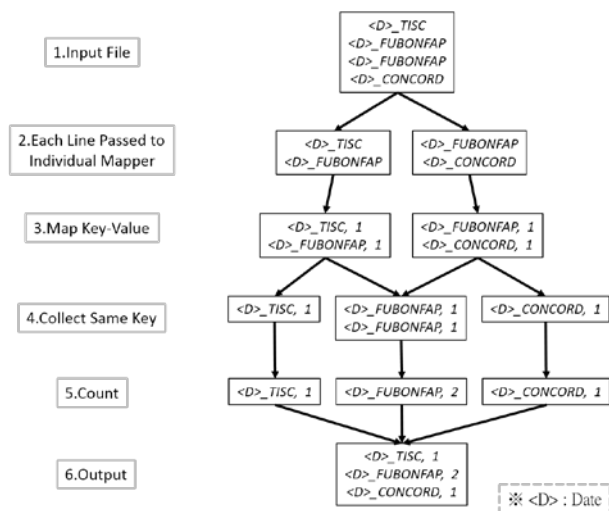 1.Input File
<D>_TISC
<D>_FUBONFAP
<D>_FUBONFAP
<D>_CONCORD
2.Each Line Passed to
Individual Mapper
<D>_TISC
<D>_FUBONFAP
<D>_FUBONFAP
<D>_CONCORD
3.Map Key-Value
<D>_TISC, 1
<D>_FUBONFAP, 1
<D>_FUBONFAP, 1
<D>_CONCORD, 1
4.Collect Same Key
<D>_TISC, 1
<D>_FUBONFAP, 1
<D>_FUBONFAP, 1
<D>_CONCORD, 1
5.Count
<D>_TISC, 1
<D>_FUBONFAP, 2
<D>_CONCORD, 1
6.Output
<D>_TISC, 1
<D>_FUBONFAP, 2
<D>_CONCORD, 1
※ <D> : Date